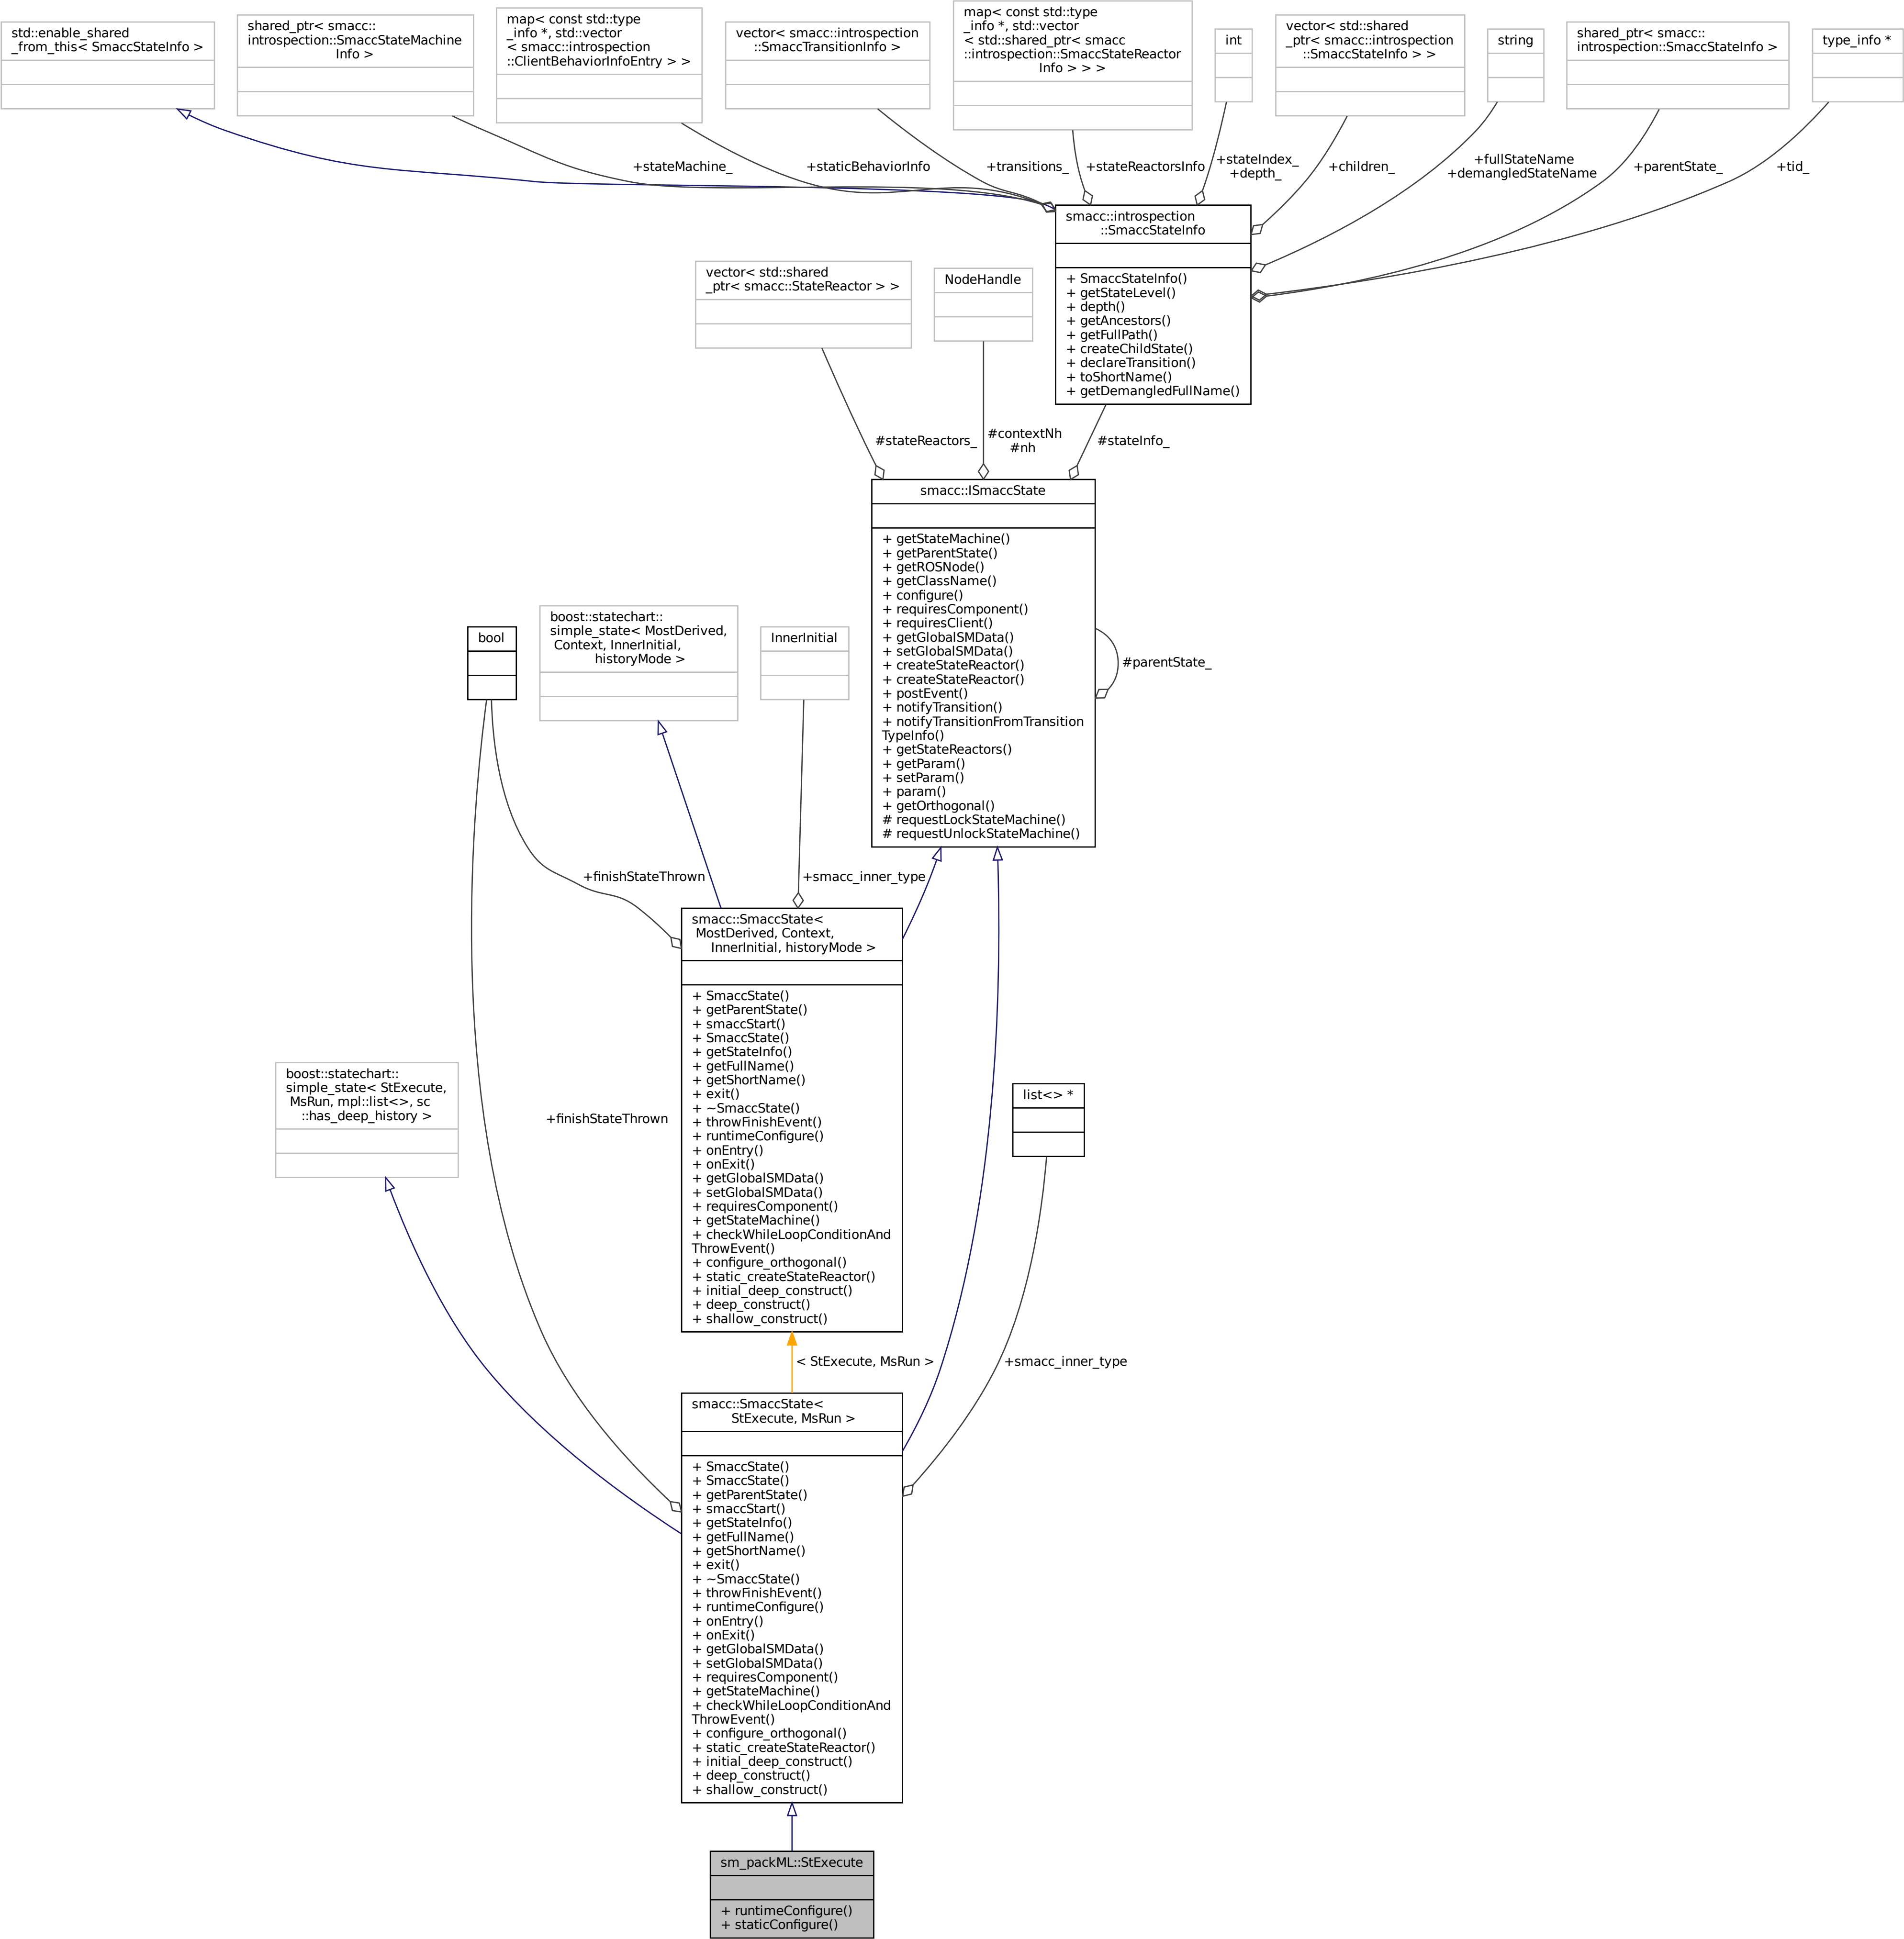 std::enable_shared
_from_this< SmaccStateInfo >
shared_ptr< smacc::
introspection::SmaccStateMachine
Info >
map< const std::type
_info *, std::vector
< smacc::introspection
::ClientBehaviorInfoEntry > >
vector< smacc::introspection
::SmaccTransitionInfo >
map< const std::type
_info *, std::vector
< std::shared_ptr< smacc
::introspection::SmaccStateReactor
Info > > >
int
vector< std::shared
_ptr< smacc::introspection
::SmaccStateInfo > >
string
shared_ptr< smacc::
introspection::SmaccStateInfo >
type_info *
+stateMachine_
+staticBehaviorInfo
+transitions_
+stateReactorsInfo
+stateIndex_
+depth_
+children_
+fullStateName
+demangledStateName
+parentState_
+tid_
smacc::introspection
::SmaccStateInfo
+ SmaccStateInfo()
+ getStateLevel()
+ depth()
+ getAncestors()
+ getFullPath()
+ createChildState()
+ declareTransition()
+ toShortName()
+ getDemangledFullName()
vector< std::shared
_ptr< smacc::StateReactor > >
NodeHandle
#stateReactors_
#contextNh
#nh
#stateInfo_
smacc::ISmaccState
+ getStateMachine()
+ getParentState()
+ getROSNode()
+ getClassName()
+ configure()
+ requiresComponent()
+ requiresClient()
+ getGlobalSMData()
+ setGlobalSMData()
+ createStateReactor()
+ createStateReactor()
+ postEvent()
+ notifyTransition()
+ notifyTransitionFromTransition
TypeInfo()
+ getStateReactors()
+ getParam()
+ setParam()
+ param()
+ getOrthogonal()
# requestLockStateMachine()
# requestUnlockStateMachine()
#parentState_
bool
boost::statechart::
simple_state< MostDerived,
Context, InnerInitial,
historyMode >
InnerInitial
+finishStateThrown
+smacc_inner_type
smacc::SmaccState<
MostDerived, Context,
InnerInitial, historyMode >
+ SmaccState()
+ getParentState()
+ smaccStart()
+ SmaccState()
+ getStateInfo()
+ getFullName()
+ getShortName()
+ exit()
+ ~SmaccState()
+ throwFinishEvent()
+ runtimeConfigure()
+ onEntry()
+ onExit()
+ getGlobalSMData()
+ setGlobalSMData()
+ requiresComponent()
+ getStateMachine()
+ checkWhileLoopConditionAnd
ThrowEvent()
+ configure_orthogonal()
+ static_createStateReactor()
+ initial_deep_construct()
+ deep_construct()
+ shallow_construct()
boost::statechart::
simple_state< StExecute,
MsRun, mpl::list<>, sc
::has_deep_history >
+finishStateThrown
list<> *
< StExecute, MsRun >
+smacc_inner_type
smacc::SmaccState<
StExecute, MsRun >
+ SmaccState()
+ SmaccState()
+ getParentState()
+ smaccStart()
+ getStateInfo()
+ getFullName()
+ getShortName()
+ exit()
+ ~SmaccState()
+ throwFinishEvent()
+ runtimeConfigure()
+ onEntry()
+ onExit()
+ getGlobalSMData()
+ setGlobalSMData()
+ requiresComponent()
+ getStateMachine()
+ checkWhileLoopConditionAnd
ThrowEvent()
+ configure_orthogonal()
+ static_createStateReactor()
+ initial_deep_construct()
+ deep_construct()
+ shallow_construct()
sm_packML::StExecute
+ runtimeConfigure()
+ staticConfigure()